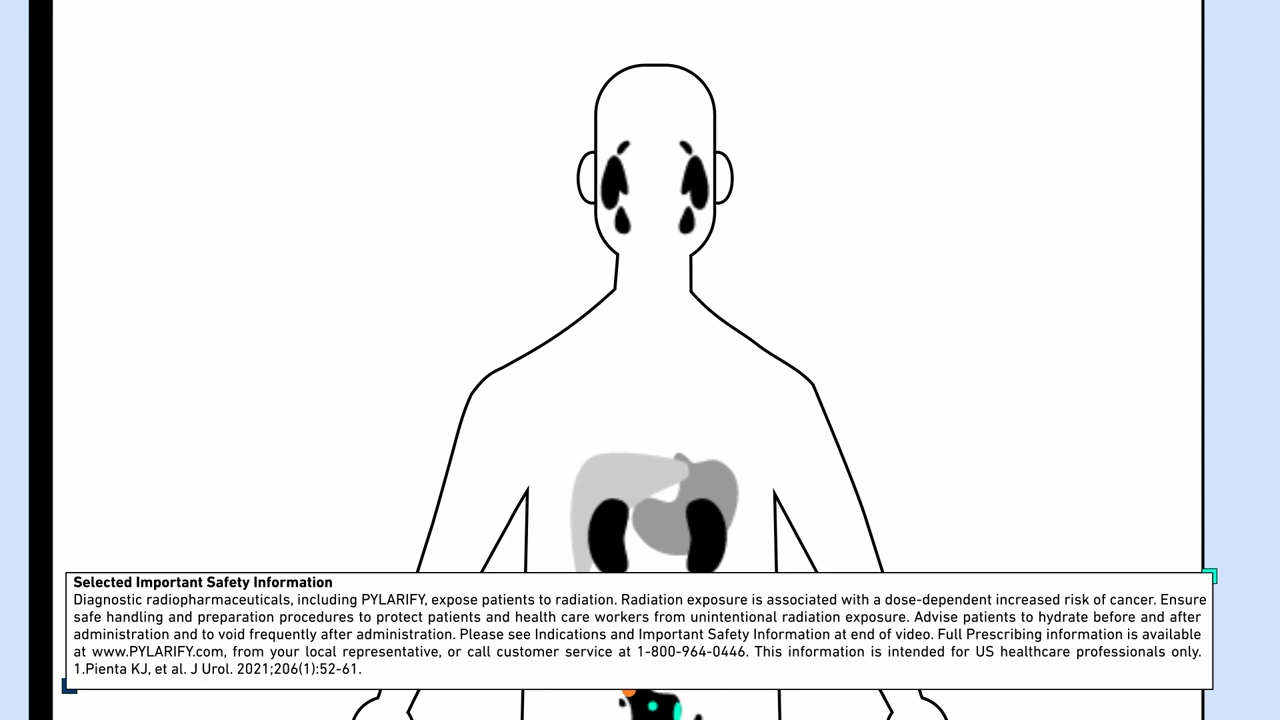 Selected Important Safety Information
Diagnostic radiopharmaceuticals, including PYLARIFY, expose patients to radiation. Radiation exposure is associated with a dose-dependent increased risk of cancer. Ensure
safe handling and preparation procedures to protect patients and health care workers from unintentional radiation exposure. Advise patients to hydrate before and after
administration and to void frequently after administration. Please see Indications and Important Safety Information at end of video. Full Prescribing information is available
at www.PYLARIFY.com, from your local representative, or call customer service at 1-800-964-0446. This information is intended for US healthcare professionals only.
1.Pienta KJ, et al. J Urol. 2021;206(1):52-61.